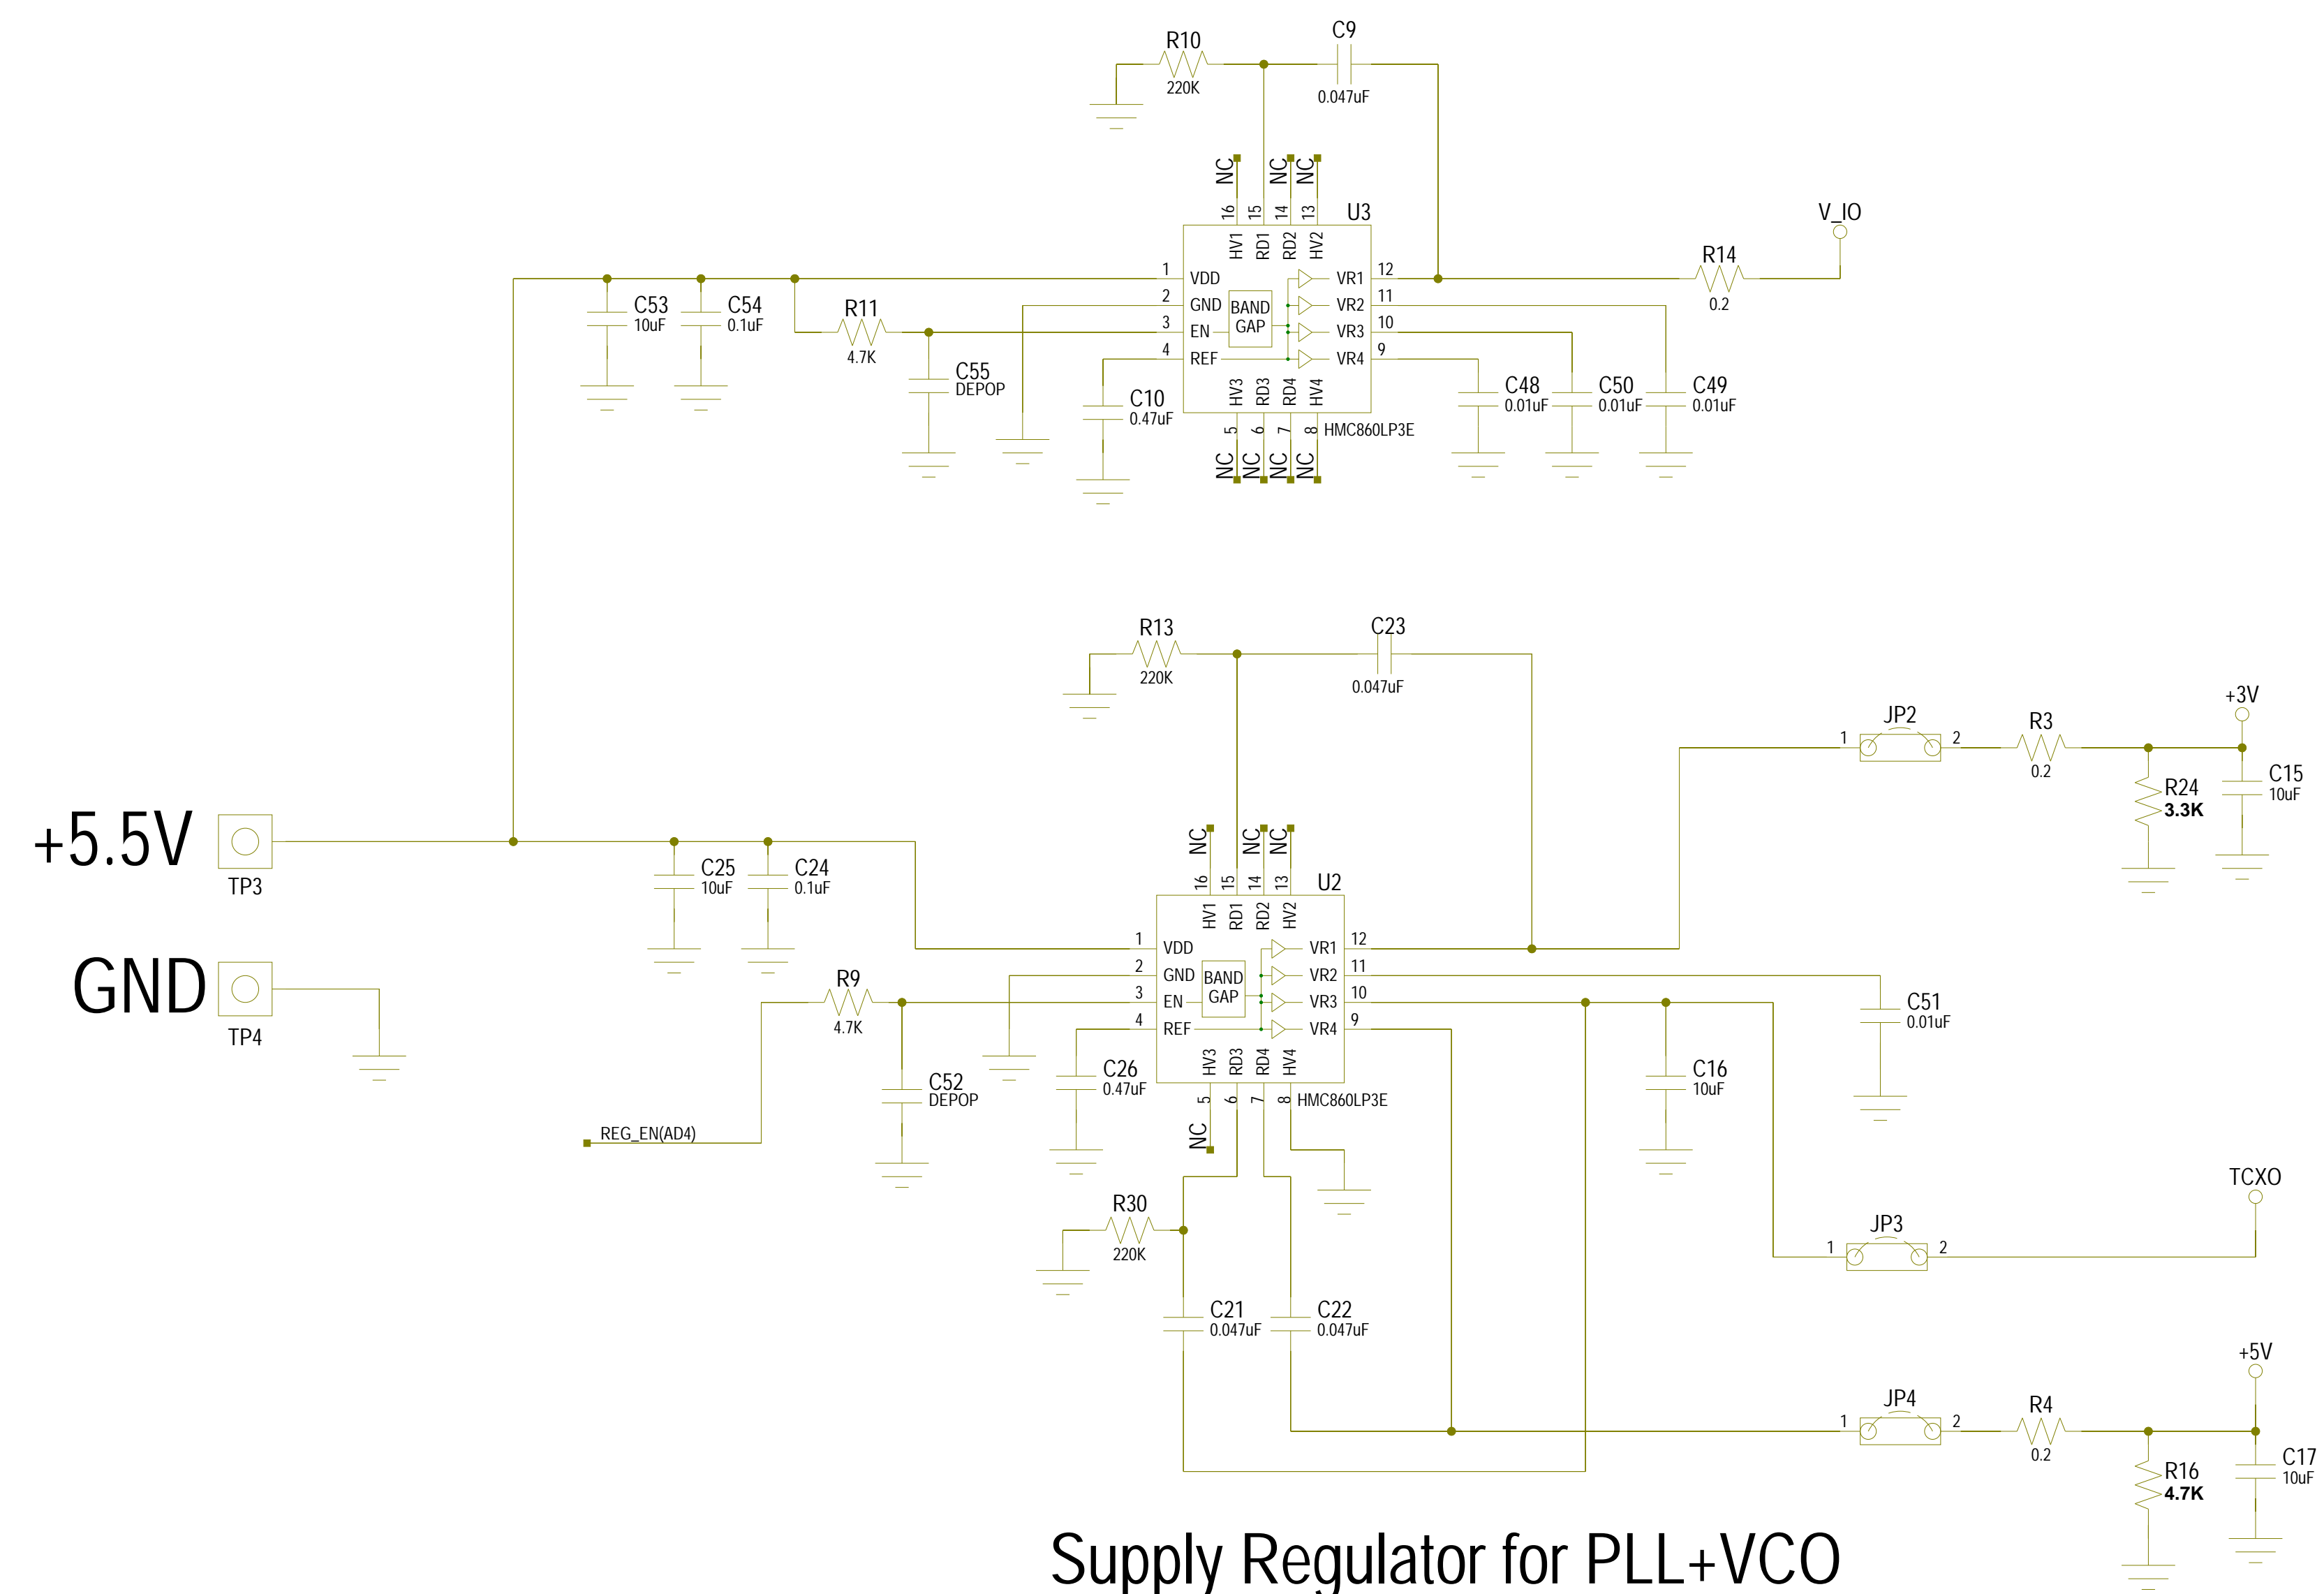 R10
220K
C9
0.047uF
NC
NC
NC
16
15
14
13
U3
HV1
RD1
RD2
HV2
V_IO
R14
0.2
1
VDD
2
GND
3
EN
4
REF
BAND
GAP
VR1
12
VR2
11
VR3
10
VR4
9
C53
10uF
C54
0.1uF
R11
4.7K
C55
DEPOP
C10
0.47uF
HV3
RD3
RD4
HV4
5
6
7
8
HMC860LP3E
NC
NC
NC
NC
C48
0.01uF
C50
0.01uF
C49
0.01uF
R13
220K
C23
0.047uF
JP2
1
2
R3
0.2
+3V
R24
3.3K
C15
10uF
+5.5V
TP3
C25
10uF
C24
0.1uF
NC
NC
NC
16
15
14
13
U2
HV1
RD1
RD2
HV2
GND
TP4
R9
4.7K
1
VDD
2
GND
3
EN
4
REF
BAND
GAP
VR1
12
VR2
11
VR3
10
VR4
9
C51
0.01uF
C52
DEPOP
C26
0.47uF
HV3
RD3
RD4
HV4
5
6
7
8
HMC860LP3E
NC
C16
10uF
REG_EN(AD4)
R30
220K
TCXO
JP3
1
2
C21
0.047uF
C22
0.047uF
+5V
JP4
1
2
R4
0.2
R16
4.7K
C17
10uF
Supply Regulator for PLL+VCO